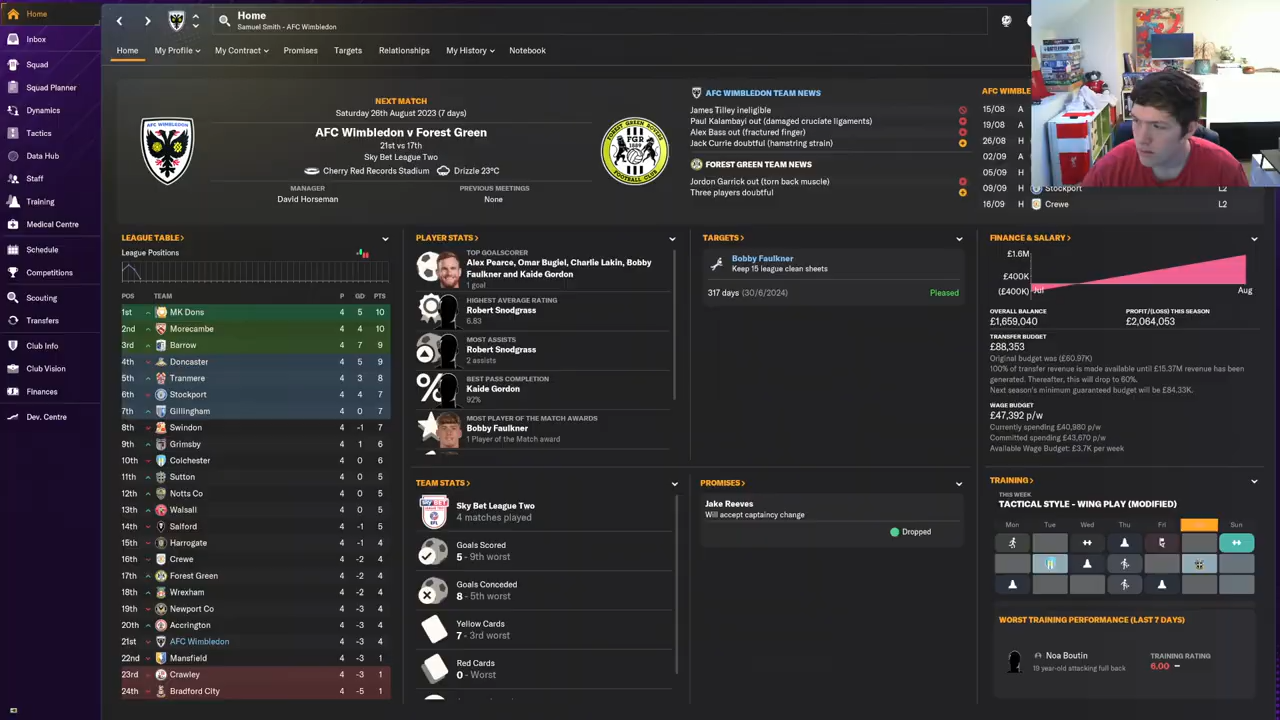 Home
Inbox
Squad
Squad Planner
Dynamics
Tactics
Data Hub
Staff
Training
Medical Centre
Schedule
Competitions
Scouting
Transfers
Club Info
Club Vision
Finances
Dev. Centre
Home
Samuel Smith - AFC Wimbledon
Home My Profile My Contract Promises Targets Relationships My History Notebook
NEXT MATCH
Saturday 26th August 2023 (7 days)
AFC Wimbledon v Forest Green
21st vs 17th
Sky Bet League Two
Cherry Red Records Stadium Drizzle 23°C
MANAGER
David Horseman
PREVIOUS MEETINGS
None
AFC WIMBLEDON TEAM NEWS
James Tilley ineligible
Paul Kalambayi out (damaged cruciate ligaments)
Alex Bass out (fractured finger)
Jack Currie doubtful (hamstring strain)
FOREST GREEN TEAM NEWS
Jordon Garrick out (torn back muscle)
Three players doubtful
AFC WIMBLE
15/08 A
19/08 A
26/08 H
02/09 A
05/09 H
09/09 H Stockport L2
16/09 H Crewe L2
LEAGUE TABLE>
League Positions
POS TEAM P GD PTS
1st MK Dons 4 5 10
2nd Morecambe 4 4 10
3rd Barrow 4 7 9
4th Doncaster 4 5 9
5th Tranmere 4 3 8
6th Stockport 4 4 7
7th Gillingham 4 0 7
8th Swindon 4 -1 7
9th Grimsby 4 1 6
10th Colchester 4 0 6
11th Sutton 4 0 5
12th Notts Co 4 0 5
13th Walsall 4 0 5
14th Salford 4 -1 5
15th Harrogate 4 -1 4
16th Crewe 4 -2 4
17th Forest Green 4 -2 4
18th Wrexham 4 -2 4
19th Newport Co 4 -3 4
20th Accrington 4 -3 4
21st AFC Wimbledon 4 -3 4
22nd Mansfield 4 -3 1
23rd Crawley 4 -3 1
24th Bradford City 4 -5 1
PLAYER STATS>
TOP GOALSCORER
Alex Pearce, Omar Bugiel, Charlie Lakin, Bobby
Faulkner and Kaide Gordon
1 goal
HIGHEST AVERAGE RATING
Robert Snodgrass
6.83
MOST ASSISTS
Robert Snodgrass
2 assists
BEST PASS COMPLETION
Kaide Gordon
92%
MOST PLAYER OF THE MATCH AWARDS
Bobby Faulkner
1 Player of the Match award
TEAM STATS>
Sky Bet League Two
4 matches played
Goals Scored
5 - 9th worst
Goals Conceded
8 - 5th worst
Yellow Cards
7 - 3rd worst
Red Cards
0 - Worst
TARGETS>
Bobby Faulkner
Keep 15 league clean sheets
317 days (30/6/2024) Pleased
PROMISES>
Jake Reeves
Will accept captaincy change
Dropped
FINANCE & SALARY>
£1.6M
£400K
(£400K)
Jul Aug
OVERALL BALANCE
£1,659,040
PROFIT/(LOSS) THIS SEASON
£2,064,053
TRANSFER BUDGET
£88,353
Original budget was (£60.97K)
100% of transfer revenue is made available until £15.37M revenue has been
generated. Thereafter, this will drop to 60%.
Next season's minimum guaranteed budget will be £84.33K.
WAGE BUDGET
£47,392 p/w
Currently spending £40,980 p/w
Committed spending £43,670 p/w
Available Wage Budget: £3.7K per week
TRAINING>
THIS WEEK
TACTICAL STYLE - WING PLAY (MODIFIED)
Mon Tue Wed Thu Fri Sun
WORST TRAINING PERFORMANCE (LAST 7 DAYS)
Noa Boutin
19 year-old attacking full back
TRAINING RATING
6.00